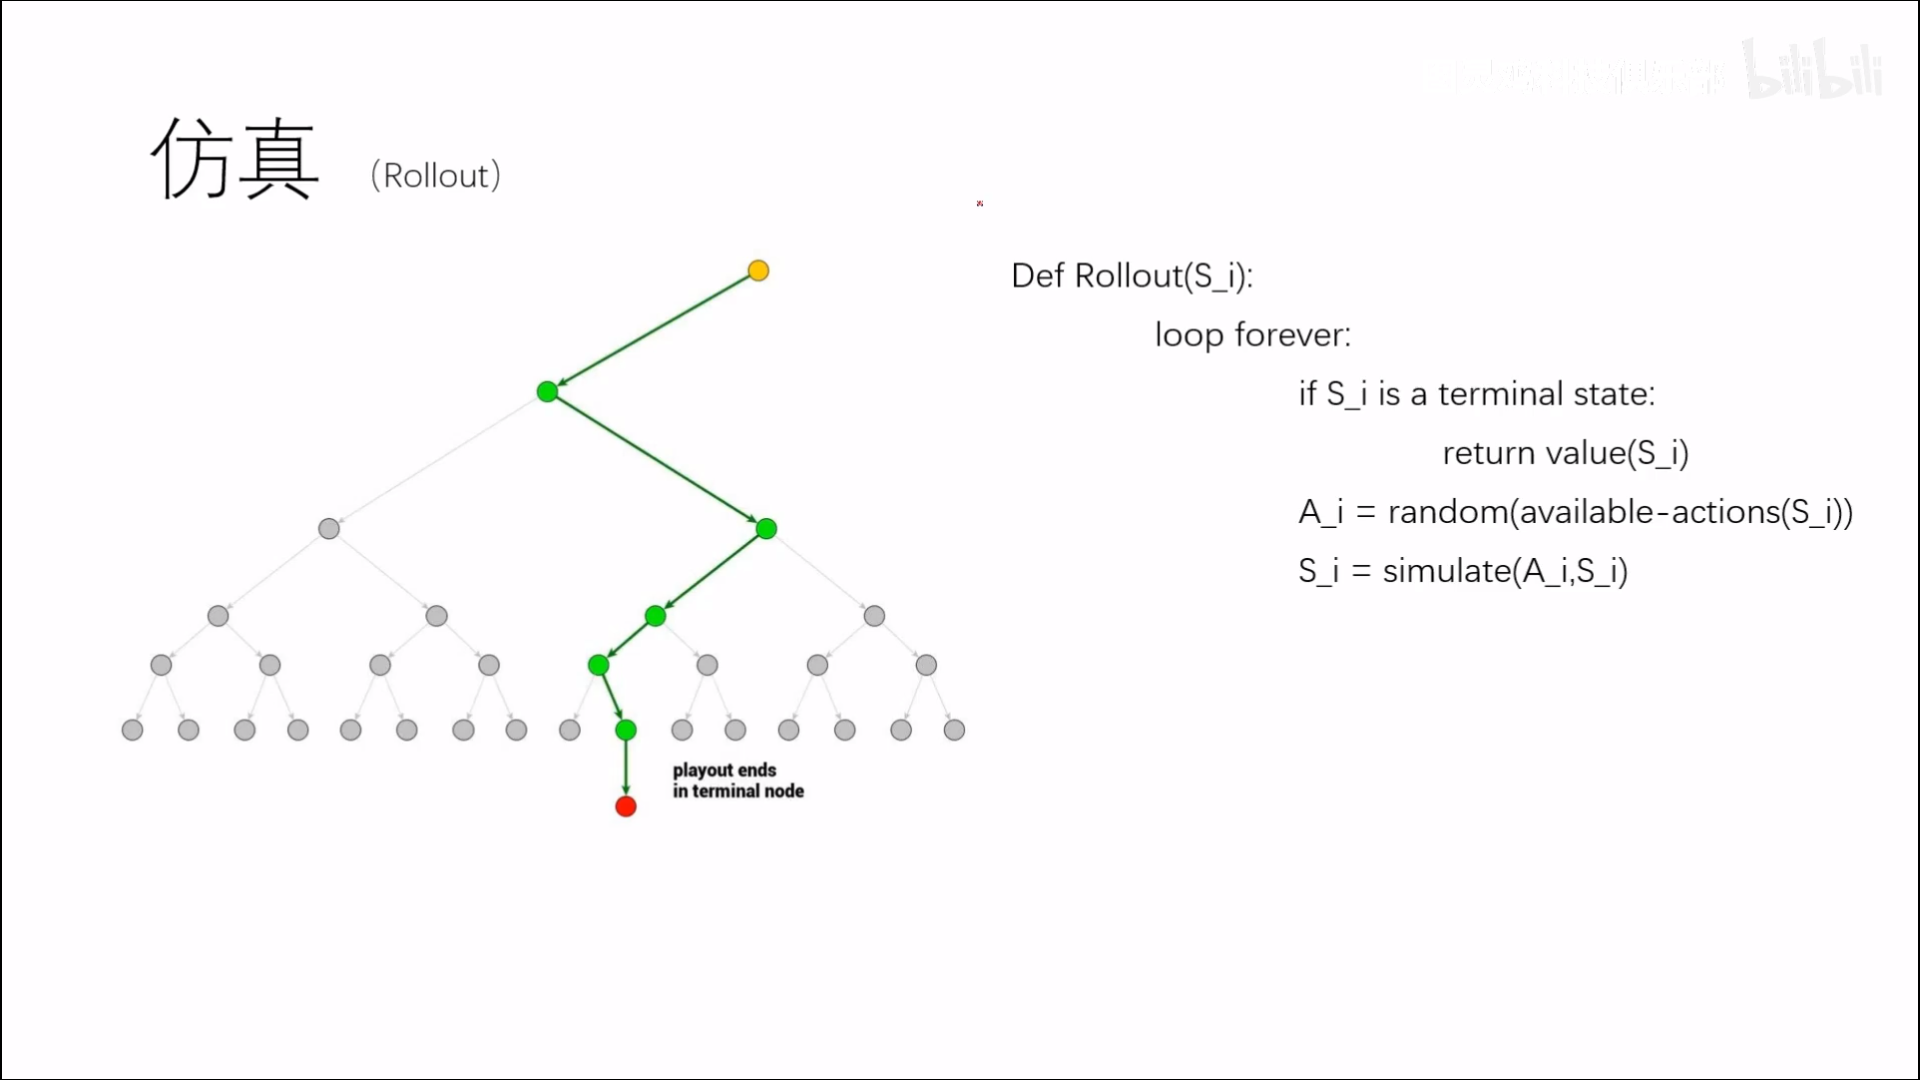 bilibili
仿真 (Rollout)
Def Rollout(S_i):
loop forever:
if S_i is a terminal state:
return value(S_i)
A_i = random(available-actions(S_i))
S_i = simulate(A_i,S_i)
playout ends
in terminal node